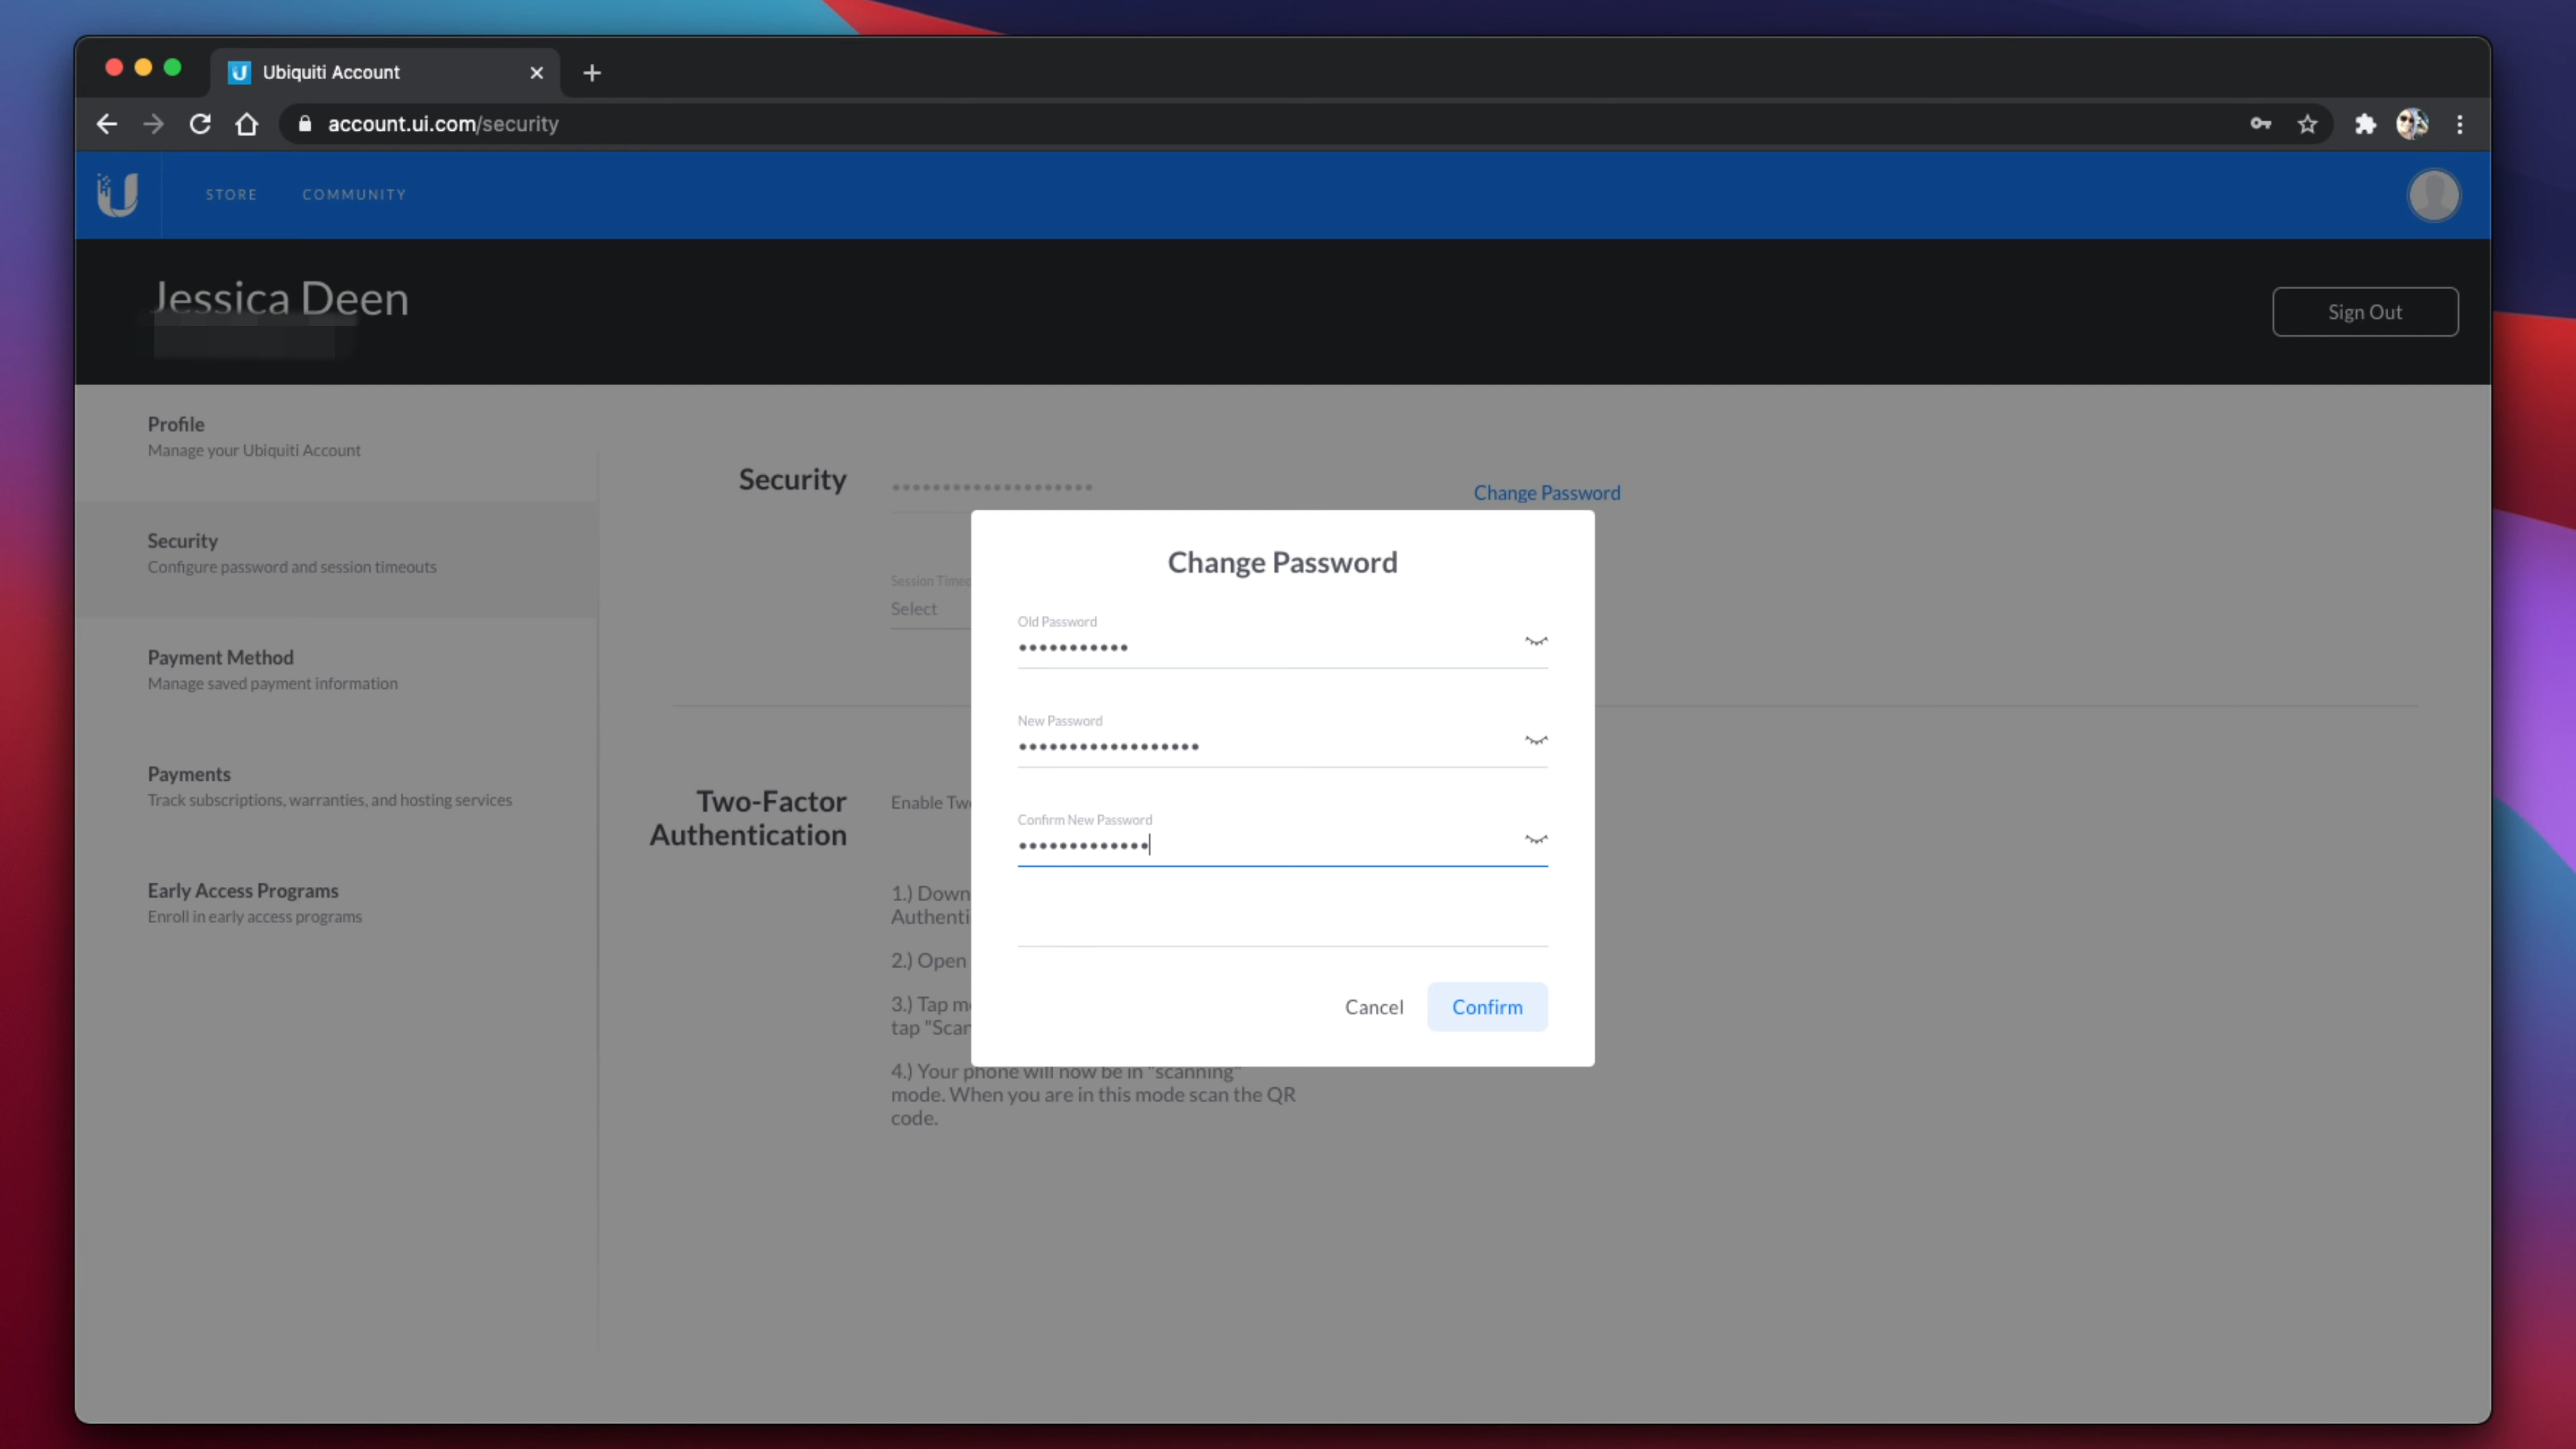 Ubiquiti Account
account.ui.com/security
STORE COMMUNITY
Jessica Deen
Sign Out
Profile
Manage your Ubiquiti Account
Security
Configure password and session timeouts
Payment Method
Manage saved payment information
Payments
Track subscriptions, warranties, and hosting services
Early Access Programs
Enroll in early access programs
Security
••••••••••••••••••••
Change Password
Session
Select
Two-Factor
Authentication
Enable
1.)
2.) Open
3.) Tap
tap
4.) Your phone will now be in "scanning"
mode. When you are in this mode scan the QR
code.
Change Password
Old Password
•••••••••••
New Password
••••••••••••••••••
Confirm New Password
•••••••••••••
Cancel Confirm